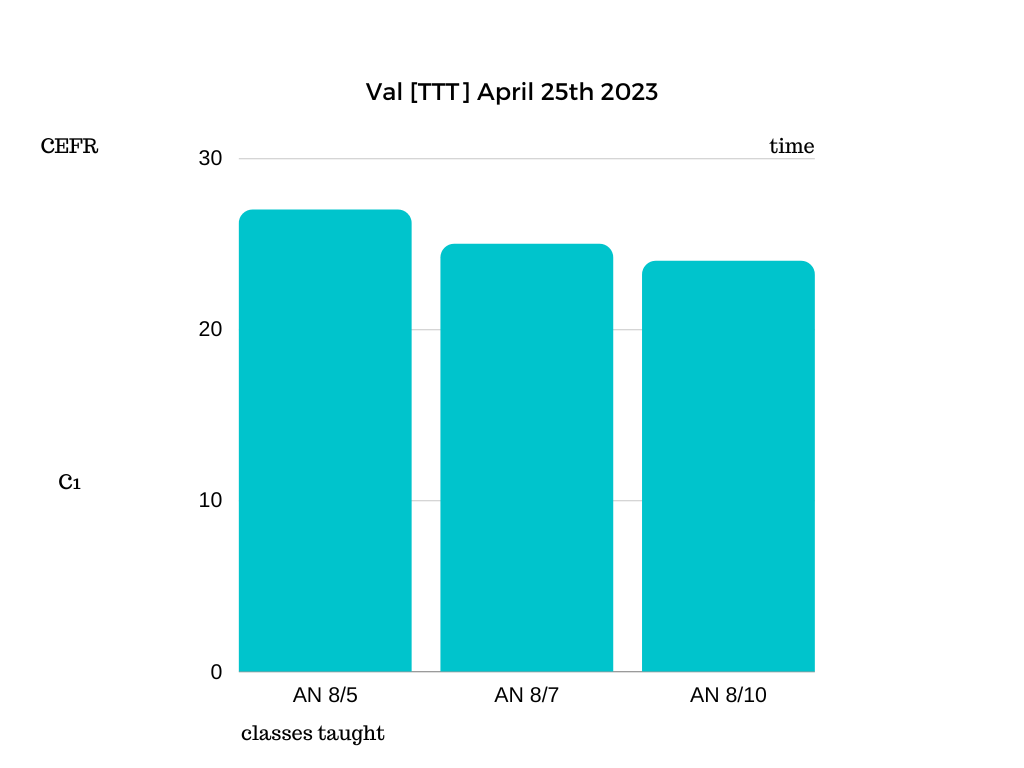 Val [TTT] April 25th 2023
CEFR
time
30
20
C1
10
0
AN 8/5
AN 8/7
AN 8/10
classes taught